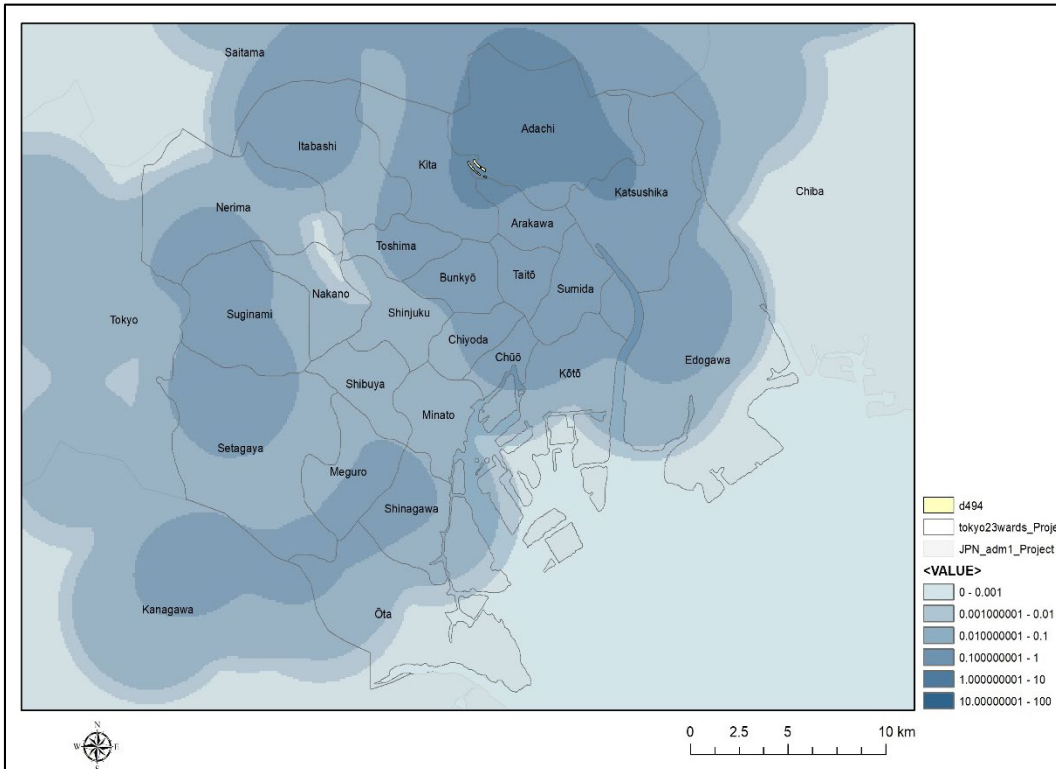 Saitama
Adachi
Itabashi
Kita
Katsushika
Chiba
Nerima
Arakawa
Toshima
Bunkyō
Taitō
Sumida
Nakano
Tokyo
Suginami
Shinjuku
Chiyoda
Chūō
Edogawa
Kōtō
Shibuya
Minato
Setagaya
Meguro
Shinagawa
Kanagawa
Ōta
d494
tokyo23wards_Proje
JPN_adm1_Project
<VALUE>
0 - 0.001
0.001000001 - 0.01
0.010000001 - 0.1
0.100000001 - 1
1.000000001 - 10
10.00000001 - 100
N
W E
S
0 2.5 5 10 km